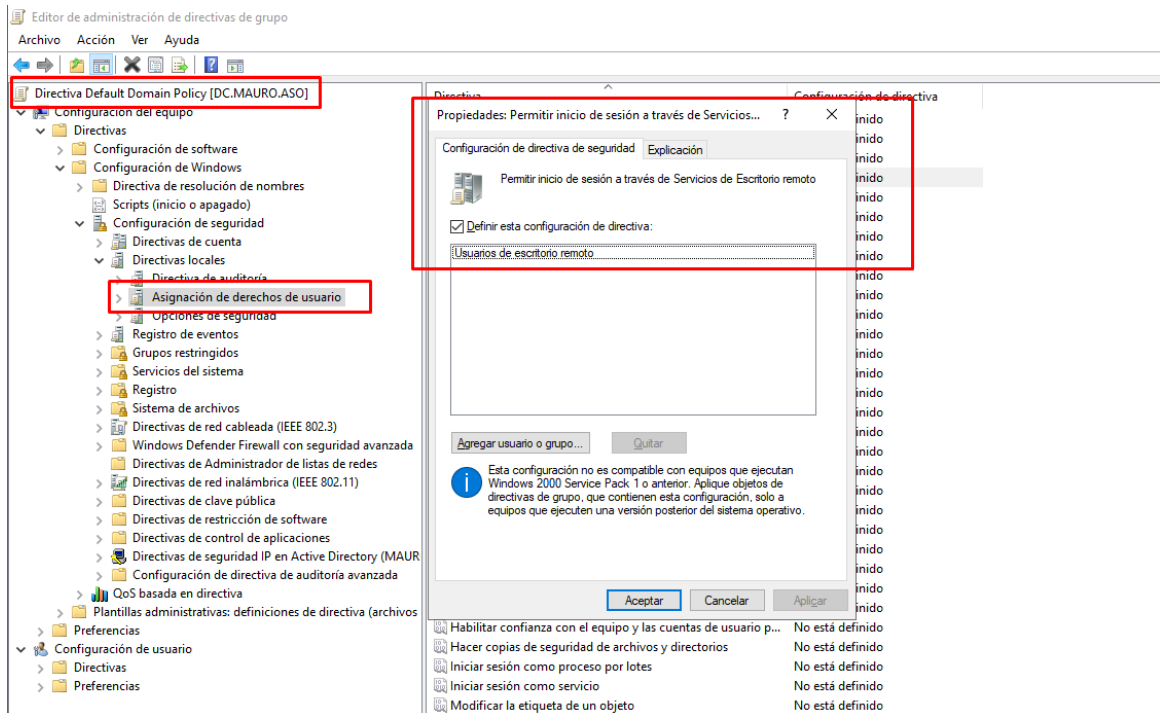 Editor de administración de directivas de grupo
Archivo Acción Ver Ayuda
Directiva Default Domain Policy [DC.MAURO.ASO]
Configuración del equipo
Directivas
Configuración de software
Configuración de Windows
Directiva de resolución de nombres
Scripts (inicio o apagado)
Configuración de seguridad
Directivas de cuenta
Directivas locales
Directiva de auditoría
Asignación de derechos de usuario
Opciones de seguridad
Registro de eventos
Grupos restringidos
Servicios del sistema
Registro
Sistema de archivos
Directivas de red cableada (IEEE 802.3)
Windows Defender Firewall con seguridad avanzada
Directivas de Administrador de listas de redes
Directivas de red inalámbrica (IEEE 802.11)
Directivas de clave pública
Directivas de restricción de software
Directivas de control de aplicaciones
Directivas de seguridad IP en Active Directory (MAUR
Configuración de directiva de auditoría avanzada
QoS basada en directiva
Plantillas administrativas: definiciones de directiva (archivos
Preferencias
Configuración de usuario
Directivas
Preferencias
Directiva Configuración de directiva
Propiedades: Permitir inicio de sesión a través de Servicios... ?
Configuración de directiva de seguridad Explicación
Permitir inicio de sesión a través de Servicios de Escritorio remoto
Definir esta configuración de directiva:
Usuarios de escritorio remoto
Agregar usuario o grupo... Quitar
Esta configuración no es compatible con equipos que ejecutan
Windows 2000 Service Pack 1 o anterior. Aplique objetos de
directivas de grupo, que contienen esta configuración, solo a
equipos que ejecuten una versión posterior del sistema operativo.
Aceptar Cancelar Aplicar
Habilitar confianza con el equipo y las cuentas de usuario p... No está definido
Hacer copias de seguridad de archivos y directorios No está definido
Iniciar sesión como proceso por lotes No está definido
Iniciar sesión como servicio No está definido
Modificar la etiqueta de un objeto No está definido